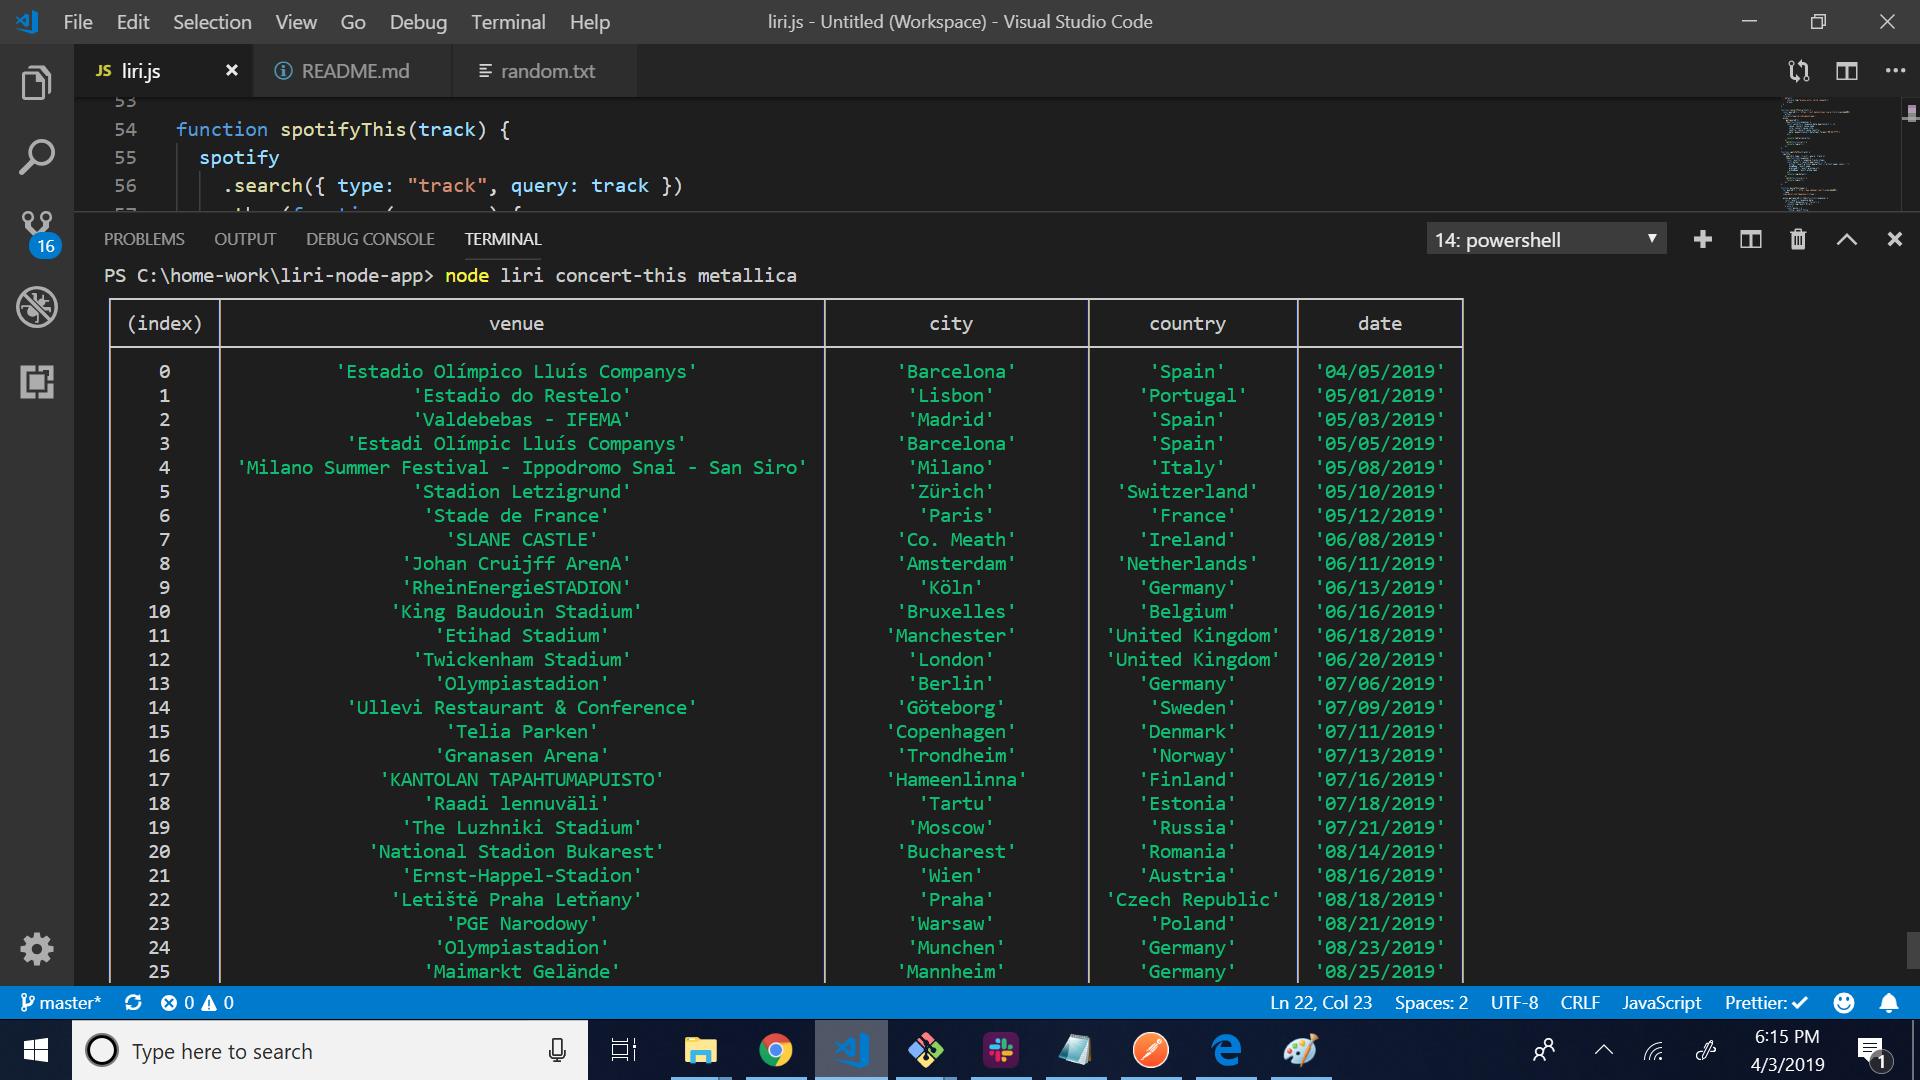 File Edit Selection View Go Debug Terminal Help liri.js - Untitled (Workspace) - Visual Studio Code
JS liri.js README.md random.txt
53
54 function spotifyThis(track) {
55 spotify
56 .search({ type: "track", query: track })
PROBLEMS OUTPUT DEBUG CONSOLE TERMINAL 14: powershell
16
PS C:\home-work\liri-node-app> node liri concert-this metallica
(index) venue city country date
0 'Estadio Olímpico Lluís Companys' 'Barcelona' 'Spain' '04/05/2019'
1 'Estadio do Restelo' 'Lisbon' 'Portugal' '05/01/2019'
2 'Valdebebas - IFEMA' 'Madrid' 'Spain' '05/03/2019'
3 'Estadi Olímpic Lluís Companys' 'Barcelona' 'Spain' '05/05/2019'
4 'Milano Summer Festival - Ippodromo Snai - San Siro' 'Milano' 'Italy' '05/08/2019'
5 'Stadion Letzigrund' 'Zürich' 'Switzerland' '05/10/2019'
6 'Stade de France' 'Paris' 'France' '05/12/2019'
7 'SLANE CASTLE' 'Co. Meath' 'Ireland' '06/08/2019'
8 'Johan Cruijff ArenA' 'Amsterdam' 'Netherlands' '06/11/2019'
9 'RheinEnergieSTADION' 'Köln' 'Germany' '06/13/2019'
10 'King Baudouin Stadium' 'Bruxelles' 'Belgium' '06/16/2019'
11 'Etihad Stadium' 'Manchester' 'United Kingdom' '06/18/2019'
12 'Twickenham Stadium' 'London' 'United Kingdom' '06/20/2019'
13 'Olympiastadion' 'Berlin' 'Germany' '07/06/2019'
14 'Ullevi Restaurant & Conference' 'Göteborg' 'Sweden' '07/09/2019'
15 'Telia Parken' 'Copenhagen' 'Denmark' '07/11/2019'
16 'Granasen Arena' 'Trondheim' 'Norway' '07/13/2019'
17 'KANTOLAN TAPAHTUMAPUISTO' 'Hameenlinna' 'Finland' '07/16/2019'
18 'Raadi lennuväli' 'Tartu' 'Estonia' '07/18/2019'
19 'The Luzhniki Stadium' 'Moscow' 'Russia' '07/21/2019'
20 'National Stadion Bukarest' 'Bucharest' 'Romania' '08/14/2019'
21 'Ernst-Happel-Stadion' 'Wien' 'Austria' '08/16/2019'
22 'Letiště Praha Letňany' 'Praha' 'Czech Republic' '08/18/2019'
23 'PGE Narodowy' 'Warsaw' 'Poland' '08/21/2019'
24 'Olympiastadion' 'Munchen' 'Germany' '08/23/2019'
25 'Maimarkt Gelände' 'Mannheim' 'Germany' '08/25/2019'
master* 0 0 Ln 22, Col 23 Spaces: 2 UTF-8 CRLF JavaScript Prettier: ✓
Type here to search
6:15 PM
4/3/2019
1